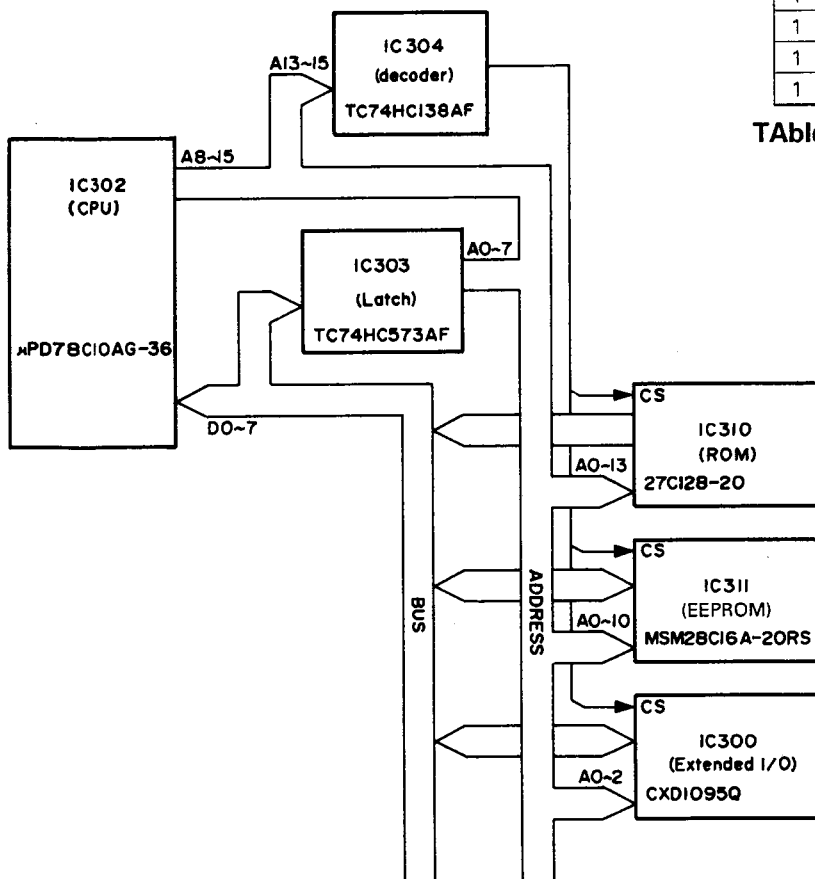 1
1
1
1
TAble
IC304
(decoder)
TC74HC138AF
A13~15
A8~15
IC302
(CPU)
μPD78C10AG-36
A0~7
IC303
(Latch)
TC74HC573AF
D0~7
CS
IC310
(ROM)
27C128-20
A0~13
CS
IC311
(EEPROM)
MSM28C16A-20RS
A0~10
BUS
ADDRESS
CS
IC300
(Extended I/O)
CXD1095Q
A0~2